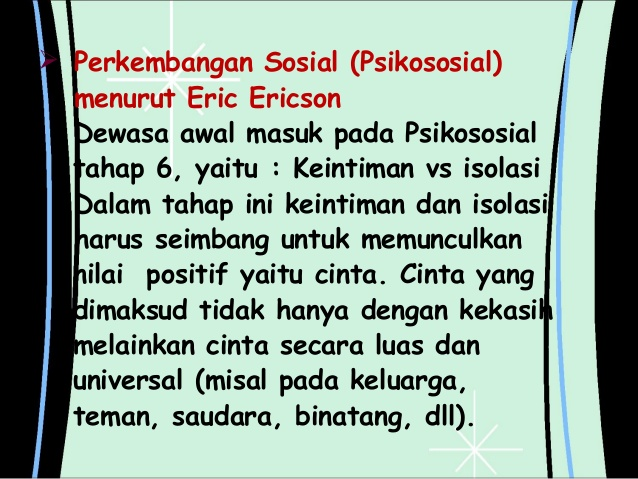 Perkembangan Sosial (Psikososial)
menurut Eric Ericson
Dewasa awal masuk pada Psikososial
tahap 6, yaitu : Keintiman vs isolasi
Dalam tahap ini keintiman dan isolasi
harus seimbang untuk memunculkan
nilai  positif yaitu cinta. Cinta yang
dimaksud tidak hanya dengan kekasih
melainkan cinta secara luas dan
universal (misal pada keluarga,
teman, saudara, binatang, dll).